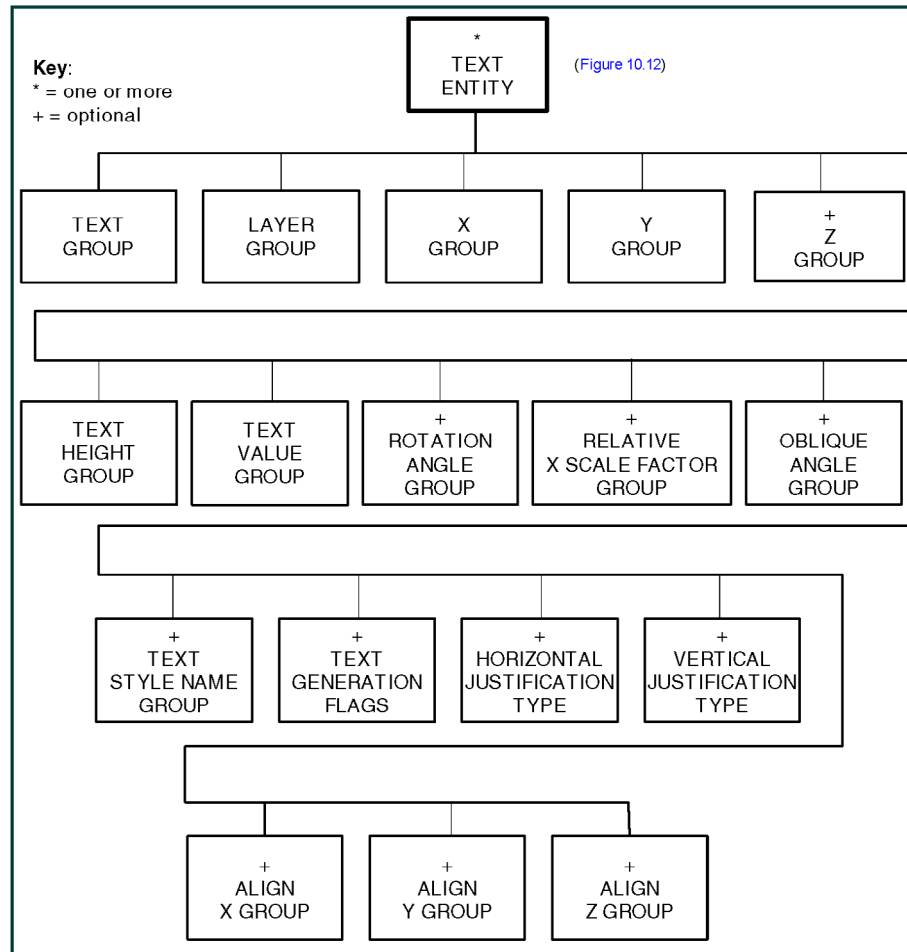 *
TEXT
ENTITY
(Figure 10.12)
Key:
* = one or more
+ = optional
TEXT
GROUP
LAYER
GROUP
X
GROUP
Y
GROUP
+
Z
GROUP
TEXT
HEIGHT
GROUP
TEXT
VALUE
GROUP
+
ROTATION
ANGLE
GROUP
+
RELATIVE
X SCALE FACTOR
GROUP
+
OBLIQUE
ANGLE
GROUP
+
TEXT
STYLE NAME
GROUP
+
TEXT
GENERATION
FLAGS
+
HORIZONTAL
JUSTIFICATION
TYPE
+
VERTICAL
JUSTIFICATION
TYPE
+
ALIGN
X GROUP
+
ALIGN
Y GROUP
+
ALIGN
Z GROUP